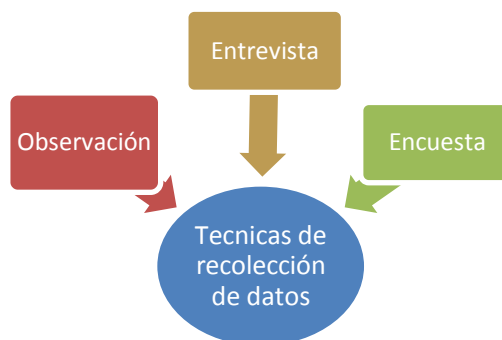 Entrevista
Observación
Encuesta
Tecnicas de
recolección
de datos